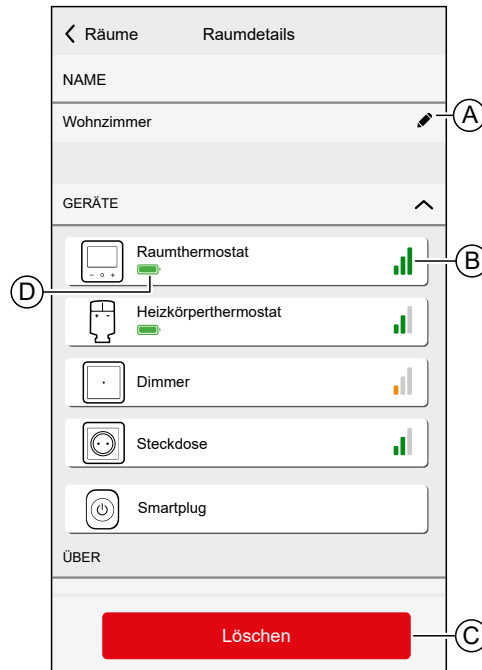 Räume Raumdetails
NAME
Wohnzimmer
A
GERÄTE
Raumthermostat
B
D
Heizkörperthermostat
Dimmer
Steckdose
Smartplug
ÜBER
Löschen
C